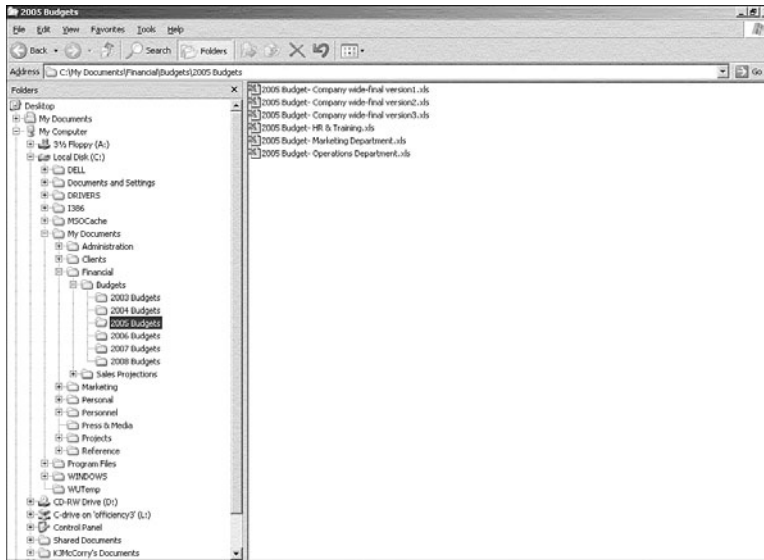 2005 Budgets
File Edit View Favorites Tools Help
Back Search Folders
Address C:\My Documents\Financial\Budgets\2005 Budgets Go
Folders
Desktop
My Documents
My Computer
3½ Floppy (A:)
Local Disk (C:)
DELL
Documents and Settings
DRIVERS
I386
MSOCache
My Documents
Administration
Clients
Financial
Budgets
2003 Budgets
2004 Budgets
2005 Budgets
2006 Budgets
2007 Budgets
2008 Budgets
Sales Projections
Marketing
Personal
Personnel
Press & Media
Projects
Reference
Program Files
WINDOWS
WUTemp
CD-RW Drive (D:)
C-drive on 'officiency3' (L:)
Control Panel
Shared Documents
KJMcCorry's Documents
2005 Budget- Company wide-final version1.xls
2005 Budget- Company wide-final version2.xls
2005 Budget- Company wide-final version3.xls
2005 Budget- HR & Training.xls
2005 Budget- Marketing Department.xls
2005 Budget- Operations Department.xls